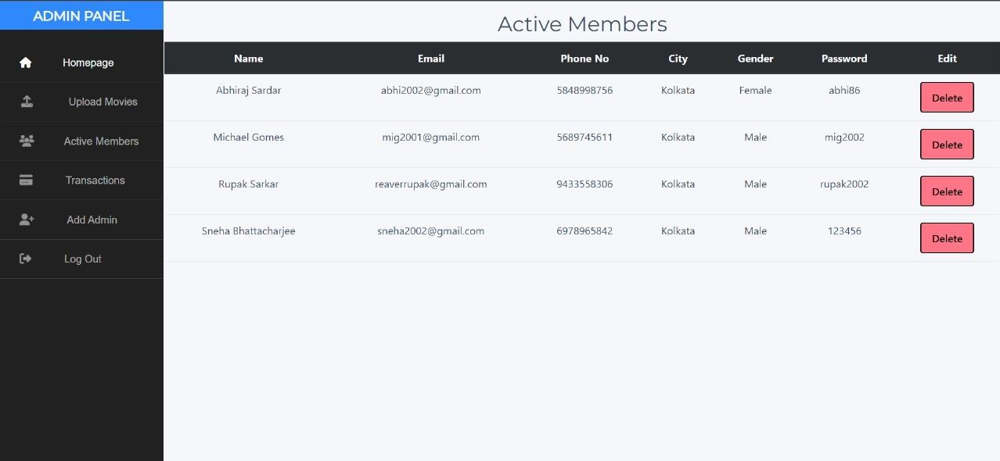 ADMIN PANEL
Homepage
Upload Movies
Active Members
Transactions
Add Admin
Log Out
Active Members
Name Email Phone No City Gender Password Edit
Abhiraj Sardar abhi2002@gmail.com 5848998756 Kolkata Female abhi86 Delete
Michael Gomes mig2001@gmail.com 5689745611 Kolkata Male mig2002 Delete
Rupak Sarkar reaverrupak@gmail.com 9433558306 Kolkata Male rupak2002 Delete
Sneha Bhattacharjee sneha2002@gmail.com 6978965842 Kolkata Male 123456 Delete